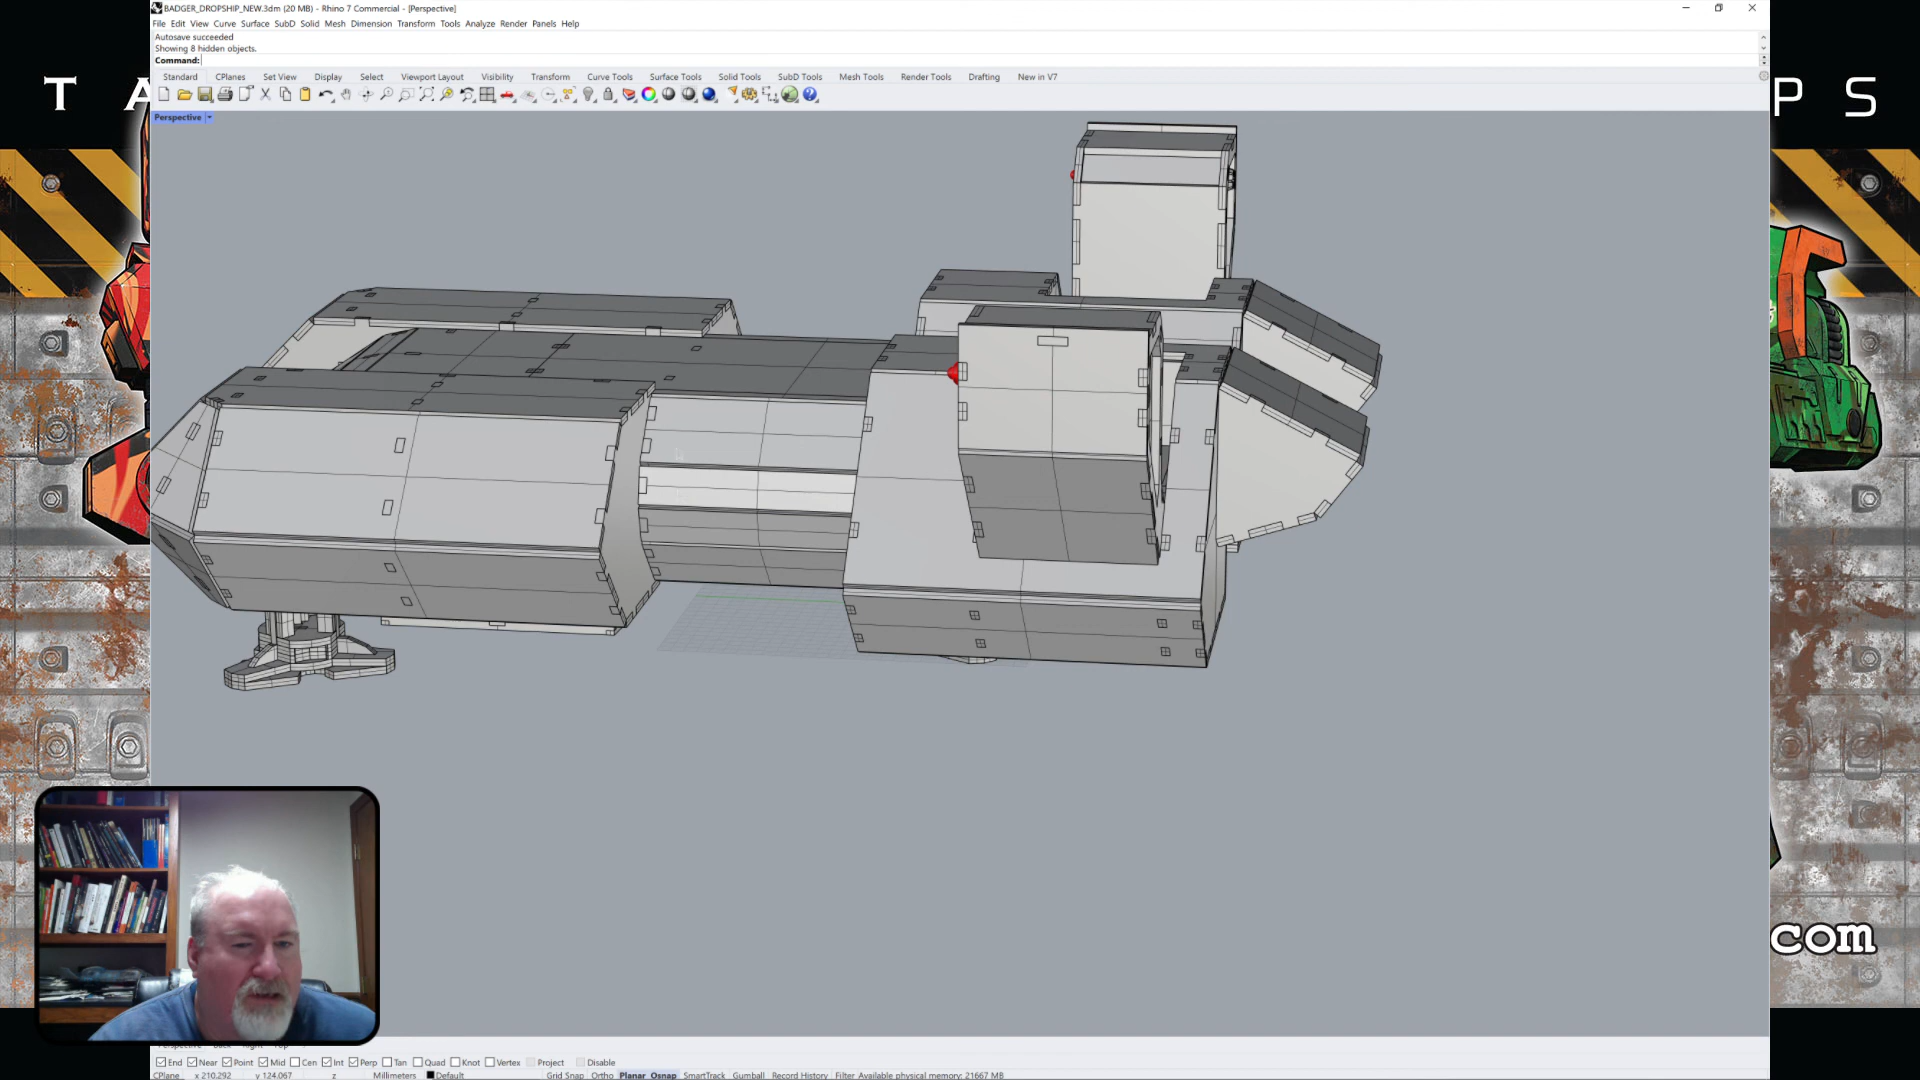 BADGER_DROPSHIP_NEW.3dm (20 MB) - Rhino 7 Commercial - [Perspective]
File Edit View Curve Surface SubD Solid Mesh Dimension Transform Tools Analyze Render Panels Help
Autosave succeeded
Showing 8 hidden objects.
Command:
Standard CPlanes Set View Display Select Viewport Layout Visibility Transform Curve Tools Surface Tools Solid Tools SubD Tools Mesh Tools Render Tools Drafting New in V7
T A
P S
Perspective
.com
End Near Point Mid Cen Int Perp Tan Quad Knot Vertex Project Disable
CPlane x 210.292 y 124.067 z Millimeters Default Grid Snap Ortho Planar Osnap SmartTrack Gumball Record History Filter Available physical memory: 21667 MB